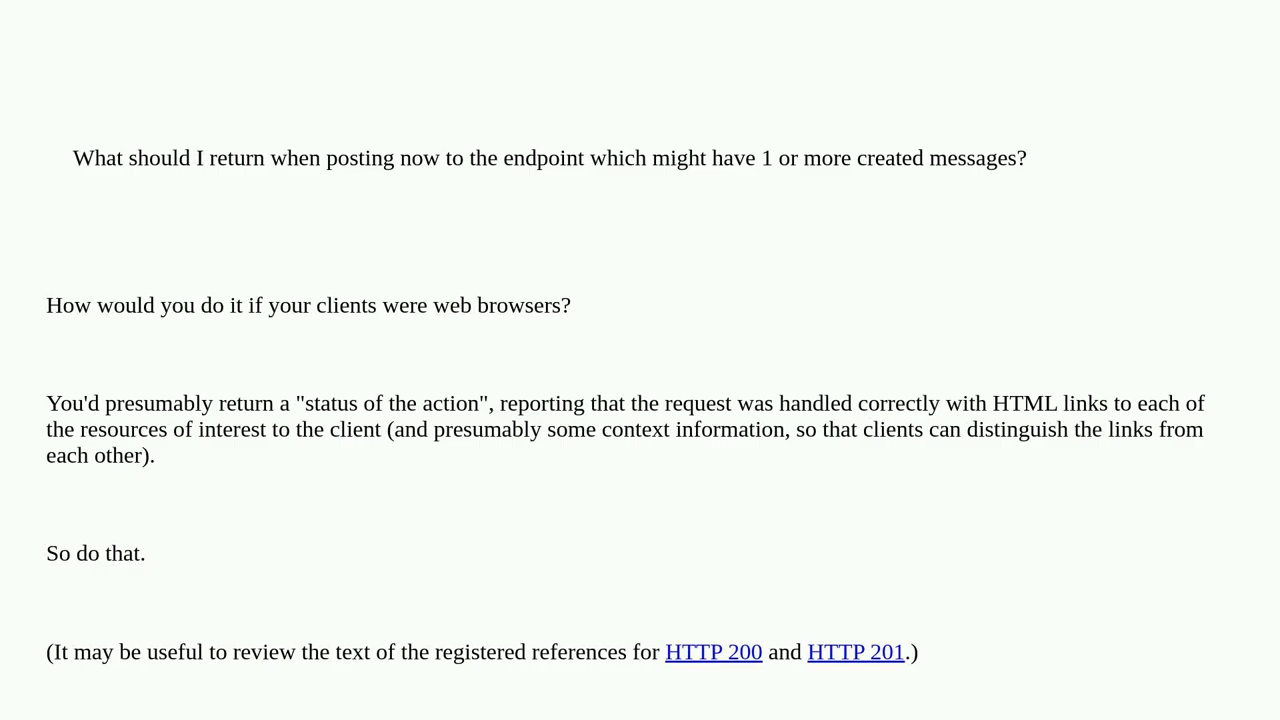 What should I return when posting now to the endpoint which might have 1 or more created messages?
How would you do it if your clients were web browsers?
You'd presumably return a "status of the action", reporting that the request was handled correctly with HTML links to each of
the resources of interest to the client (and presumably some context information, so that clients can distinguish the links from
each other).
So do that.
(It may be useful to review the text of the registered references for HTTP 200 and HTTP 201.)